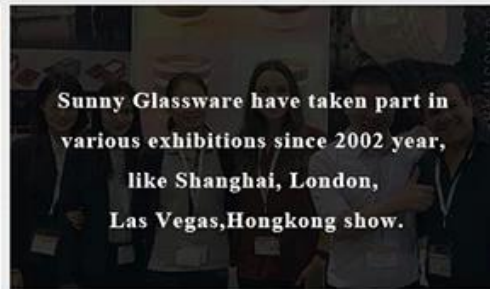 Sunny Glassware have taken part in
various exhibitions since 2002 year,
like Shanghai, London,
Las Vegas,Hongkong show.